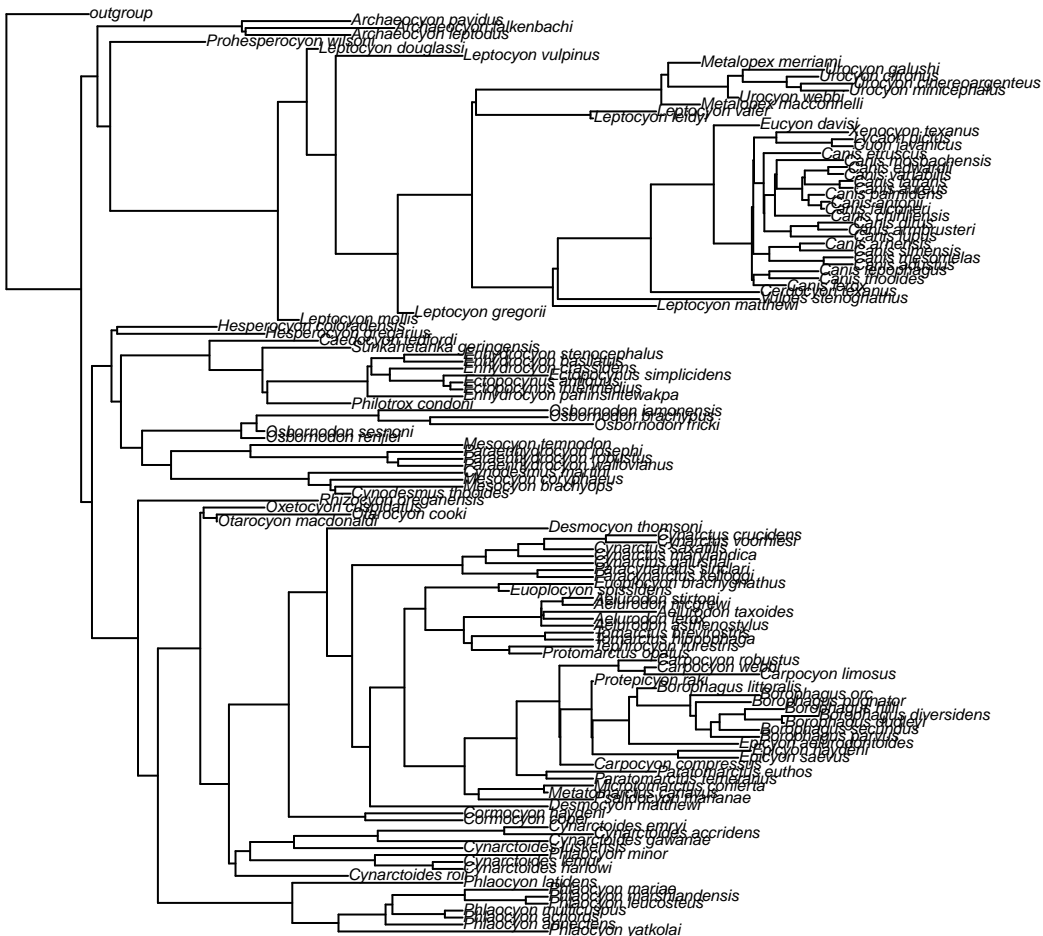 outgroup
Archaeocyon pavidus
Archaeocyon falkenbachi
Archaeocyon leptodus
Prohesperocyon wilsoni
Leptocyon douglassi
Leptocyon vulpinus
Metalopex merriami
Urocyon galushi
Urocyon citronus
Urocyon cinereoargenteus
Urocyon minicephalus
Urocyon webbi
Metalopex macconnelli
Leptocyon vafer
Leptocyon leidyi
Eucyon davisi
Xenocyon texanus
Lycaon pictus
Cuon javanicus
Canis etruscus
Canis mosbachensis
Canis edwardii
Canis variabilis
Canis latrans
Canis aureus
Canis palmidens
Canis antonii
Canis falconeri
Canis chihliensis
Canis dirus
Canis armbrusteri
Canis lupus
Canis arnensis
Canis simensis
Canis mesomelas
Canis adustus
Canis lepophagus
Canis thooides
Canis ferox
Cerdocyon texanus
Vulpes stenognathus
Leptocyon matthewi
Leptocyon gregorii
Leptocyon mollis
Hesperocyon coloradensis
Hesperocyon gregarius
Caedocyon tedfordi
Sunkahetanka geringensis
Enhydrocyon stenocephalus
Enhydrocyon basilatus
Enhydrocyon crassidens
Ectopocynus simplicidens
Ectopocynus antiquus
Ectopocynus intermedius
Enhydrocyon pahinsintewakpa
Philotrox condoni
Osbornodon iamonensis
Osbornodon brachypus
Osbornodon fricki
Osbornodon sesnoni
Osbornodon renjiei
Mesocyon temnodon
Paraenhydrocyon josephi
Paraenhydrocyon robustus
Paraenhydrocyon wallovianus
Cynodesmus martini
Mesocyon coryphaeus
Mesocyon brachyops
Cynodesmus thooides
Rhizocyon oreganensis
Oxetocyon cuspidatus
Otarocyon cooki
Otarocyon macdonaldi
Desmocyon thomsoni
Cynarctus crucidens
Cynarctus voorhiesi
Cynarctus saxatilis
Cynarctus marylandica
Cynarctus galushai
Paracynarctus sinclairi
Paracynarctus kelloggi
Euoplocyon brachygnathus
Euoplocyon spissidens
Aelurodon stirtoni
Aelurodon mcgrewi
Aelurodon taxoides
Aelurodon ferox
Aelurodon asthenostylus
Tomarctus brevirostris
Tomarctus hippophaga
Tephrocyon rurestris
Protomarctus opatus
Carpocyon robustus
Carpocyon webbi
Carpocyon limosus
Protepicyon raki
Borophagus littoralis
Borophagus orc
Borophagus pugnator
Borophagus hilli
Borophagus diversidens
Borophagus dudleyi
Borophagus secundus
Borophagus parvus
Epicyon aelurodontoides
Epicyon haydeni
Epicyon saevus
Carpocyon compressus
Paratomarctus euthos
Paratomarctus temerarius
Microtomarctus conferta
Metatomarctus canavus
Psalidocyon marianae
Desmocyon matthewi
Cormocyon haydeni
Cormocyon copei
Cynarctoides emryi
Cynarctoides accridens
Cynarctoides gawanae
Cynarctoides luskensis
Phlaocyon minor
Cynarctoides lemur
Cynarctoides harlowi
Cynarctoides roii
Phlaocyon latidens
Phlaocyon mariae
Phlaocyon marshlandensis
Phlaocyon leucosteus
Phlaocyon multicuspus
Phlaocyon achoros
Phlaocyon annectens
Phlaocyon yatkolai